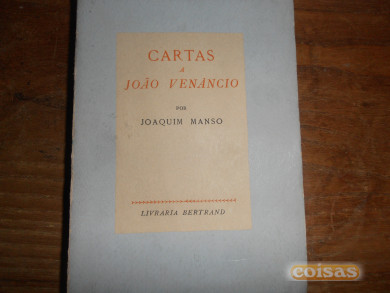 CARTAS
A
JOÃO VENÂNCIO
POR
JOAQUIM MANSO
LIVRARIA BERTRAND
coisas